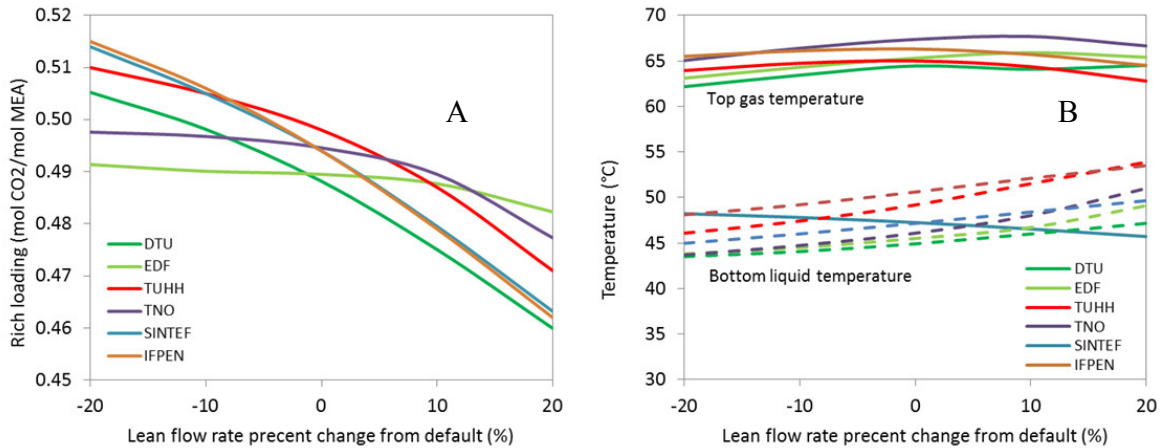 0.52
0.51
0.50
0.49
0.48
0.47
0.46
0.45
Rich loading (mol CO2/mol MEA)
A
DTU
EDF
TUHH
TNO
SINTEF
IFPEN
-20
-10
0
10
20
Lean flow rate precent change from default (%)
70
65
60
55
50
45
40
35
30
Temperature (°C)
Top gas temperature
B
Bottom liquid temperature
DTU
EDF
TUHH
TNO
SINTEF
IFPEN
-20
-10
0
10
20
Lean flow rate precent change from default (%)